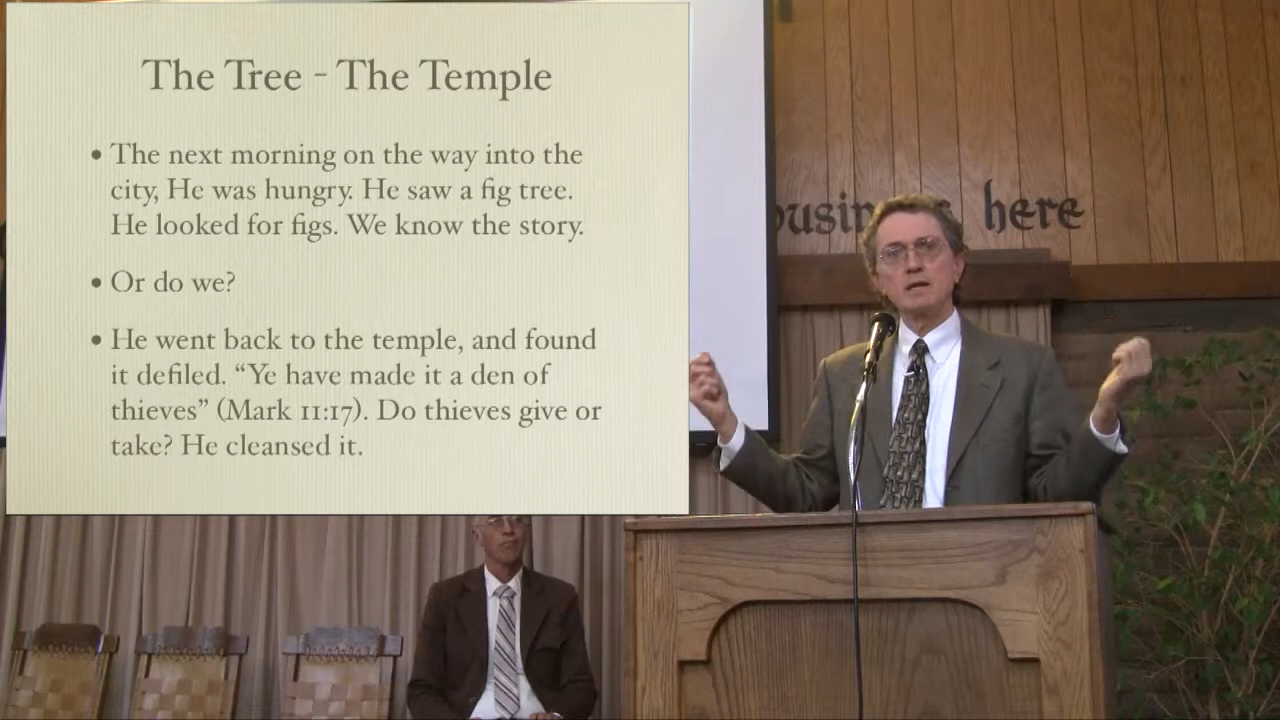 The Tree - The Temple
• The next morning on the way into the
city, He was hungry. He saw a fig tree.
He looked for figs. We know the story.
• Or do we?
• He went back to the temple, and found
it defiled. “Ye have made it a den of
thieves” (Mark 11:17). Do thieves give or
take? He cleansed it.
here